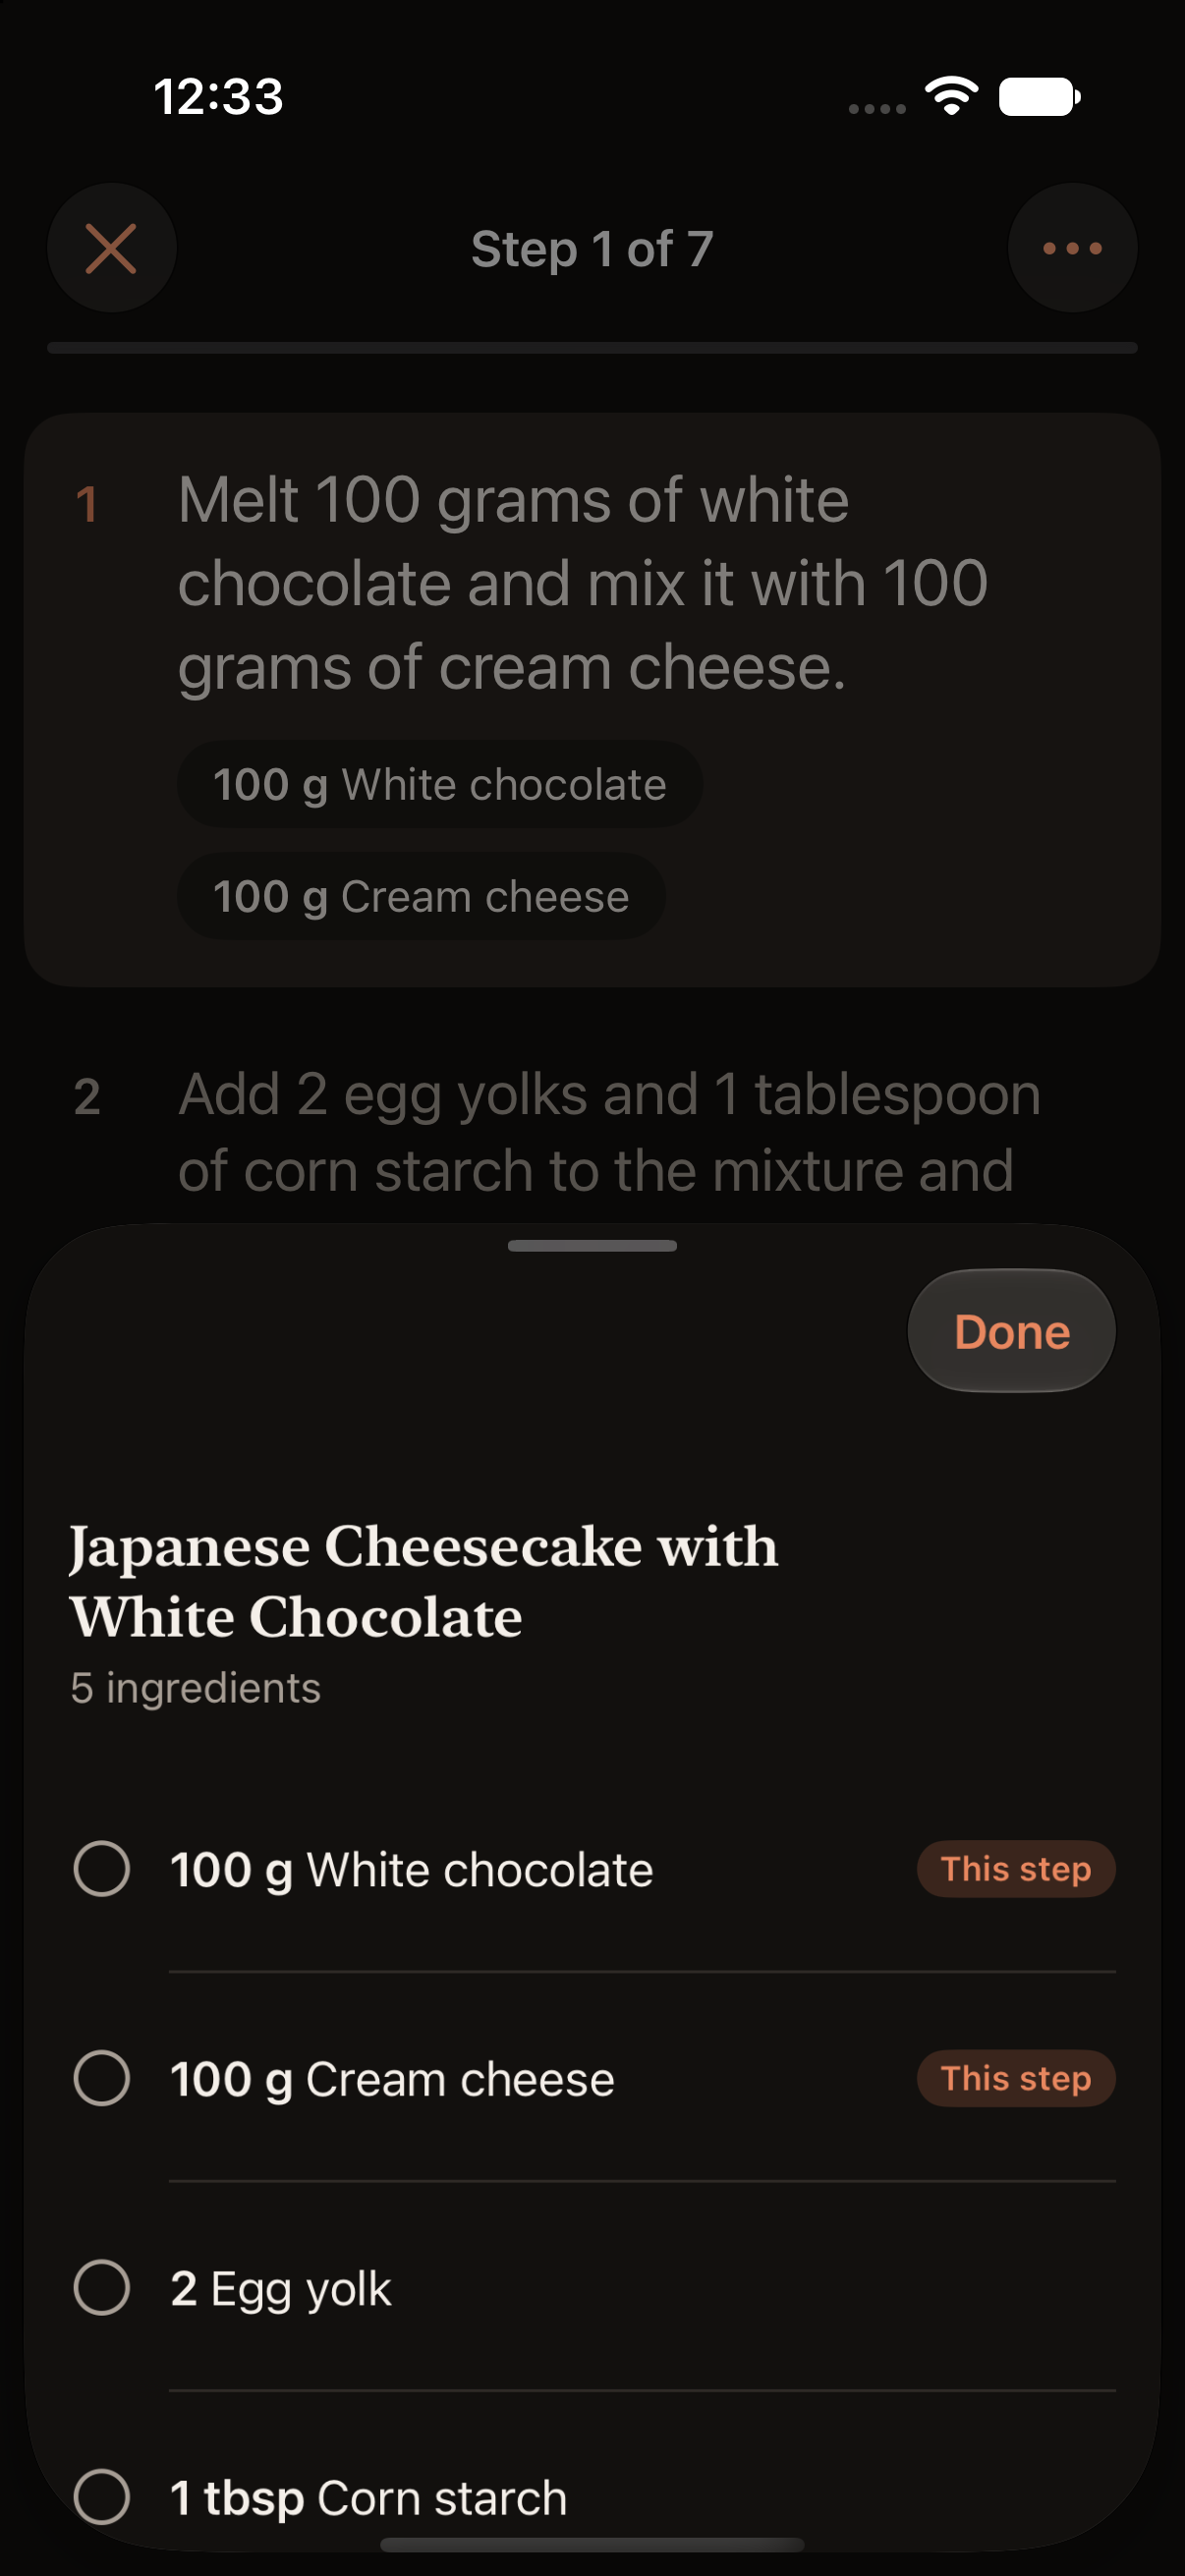 12:33
Step 1 of 7
1
Melt 100 grams of white
chocolate and mix it with 100
grams of cream cheese.
100 g White chocolate
100 g Cream cheese
2
Add 2 egg yolks and 1 tablespoon
of corn starch to the mixture and
Done
Japanese Cheesecake with
White Chocolate
5 ingredients
100 g White chocolate
This step
100 g Cream cheese
This step
2 Egg yolk
1 tbsp Corn starch